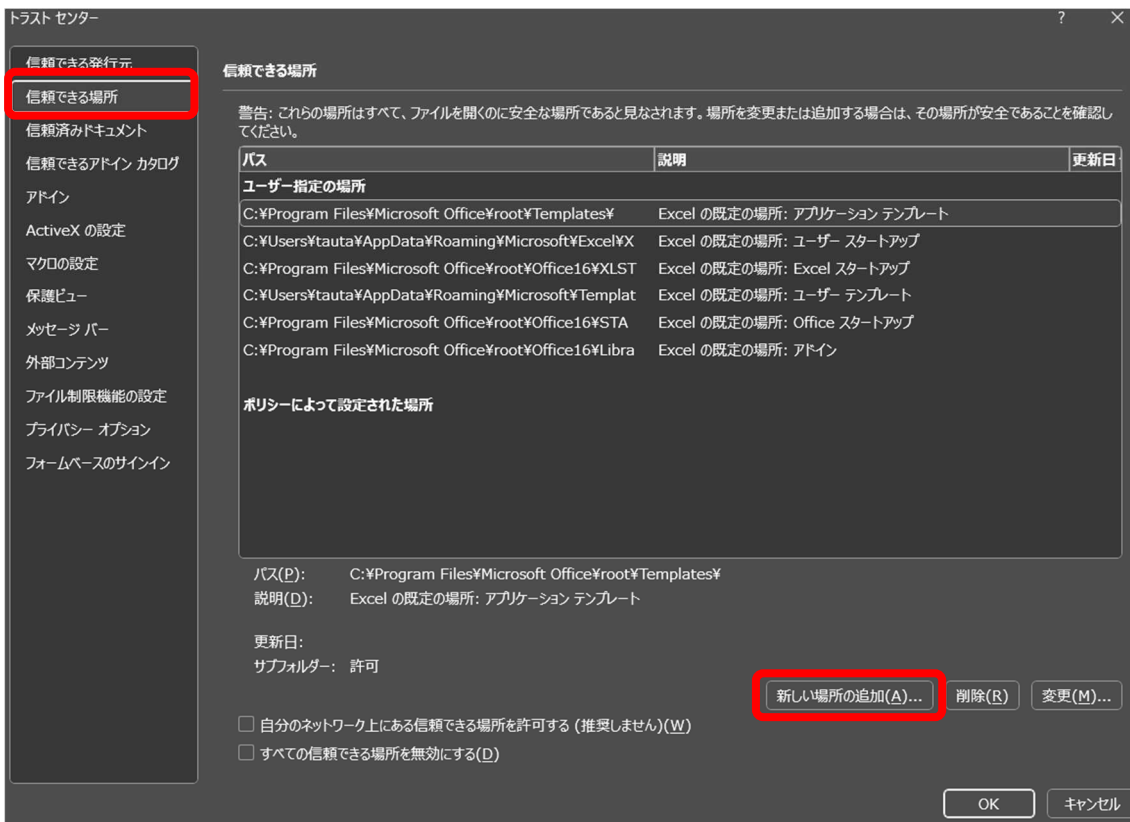 トラスト センター
?
信頼できる発行元
信頼できる場所
信頼済みドキュメント
信頼できるアドイン カタログ
アドイン
ActiveX の設定
マクロの設定
保護ビュー
メッセージ バー
外部コンテンツ
ファイル制限機能の設定
プライバシー オプション
フォームベースのサインイン
信頼できる場所
警告: これらの場所はすべて、ファイルを開くのに安全な場所であると見なされます。場所を変更または追加する場合は、その場所が安全であることを確認し
てください。
パス 説明 更新日
ユーザー指定の場所
C:¥Program Files¥Microsoft Office¥root¥Templates¥ Excel の既定の場所: アプリケーション テンプレート
C:¥Users¥tauta¥AppData¥Roaming¥Microsoft¥Excel¥X Excel の既定の場所: ユーザー スタートアップ
C:¥Program Files¥Microsoft Office¥root¥Office16¥XLST Excel の既定の場所: Excel スタートアップ
C:¥Users¥tauta¥AppData¥Roaming¥Microsoft¥Templat Excel の既定の場所: ユーザー テンプレート
C:¥Program Files¥Microsoft Office¥root¥Office16¥STA Excel の既定の場所: Office スタートアップ
C:¥Program Files¥Microsoft Office¥root¥Office16¥Libra Excel の既定の場所: アドイン
ポリシーによって設定された場所
パス(P): C:¥Program Files¥Microsoft Office¥root¥Templates¥
説明(D): Excel の既定の場所: アプリケーション テンプレート
更新日:
サブフォルダー: 許可
新しい場所の追加(A)... 削除(R) 変更(M)...
自分のネットワーク上にある信頼できる場所を許可する (推奨しません)(W)
すべての信頼できる場所を無効にする(D)
OK キャンセル